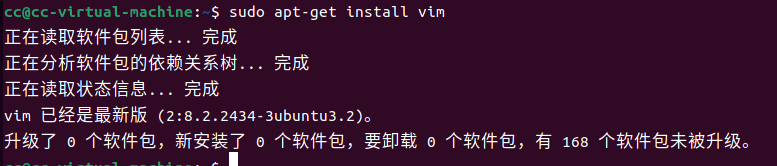 cc@cc-virtual-machine:~$ sudo apt-get install vim
正在读取软件包列表... 完成
正在分析软件包的依赖关系树... 完成
正在读取状态信息... 完成
vim 已经是最新版 (2:8.2.2434-3ubuntu3.2)。
升级了 0 个软件包，新安装了 0 个软件包，要卸载 0 个软件包，有 168 个软件包未被升级。
cc@cc-virtual-machine:~$